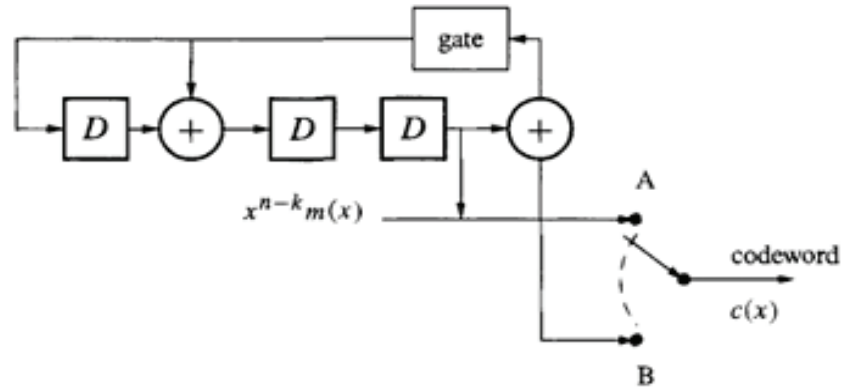 gate
D
+
D
D
+
A
x^{n-k} m(x)
codeword
c(x)
B